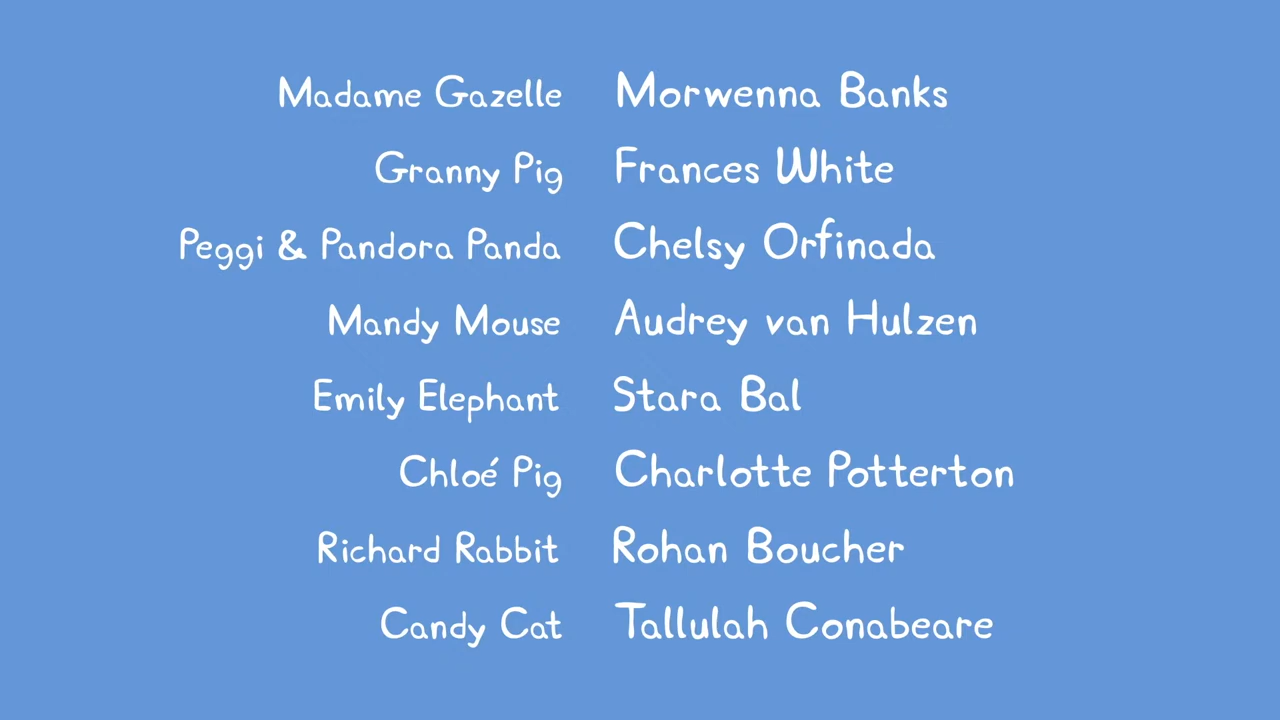 Madame Gazelle Morwenna Banks
Granny Pig Frances White
Peggi & Pandora Panda Chelsy Orfinada
Mandy Mouse Audrey van Hulzen
Emily Elephant Stara Bal
Chloé Pig Charlotte Potterton
Richard Rabbit Rohan Boucher
Candy Cat Tallulah Conabeare